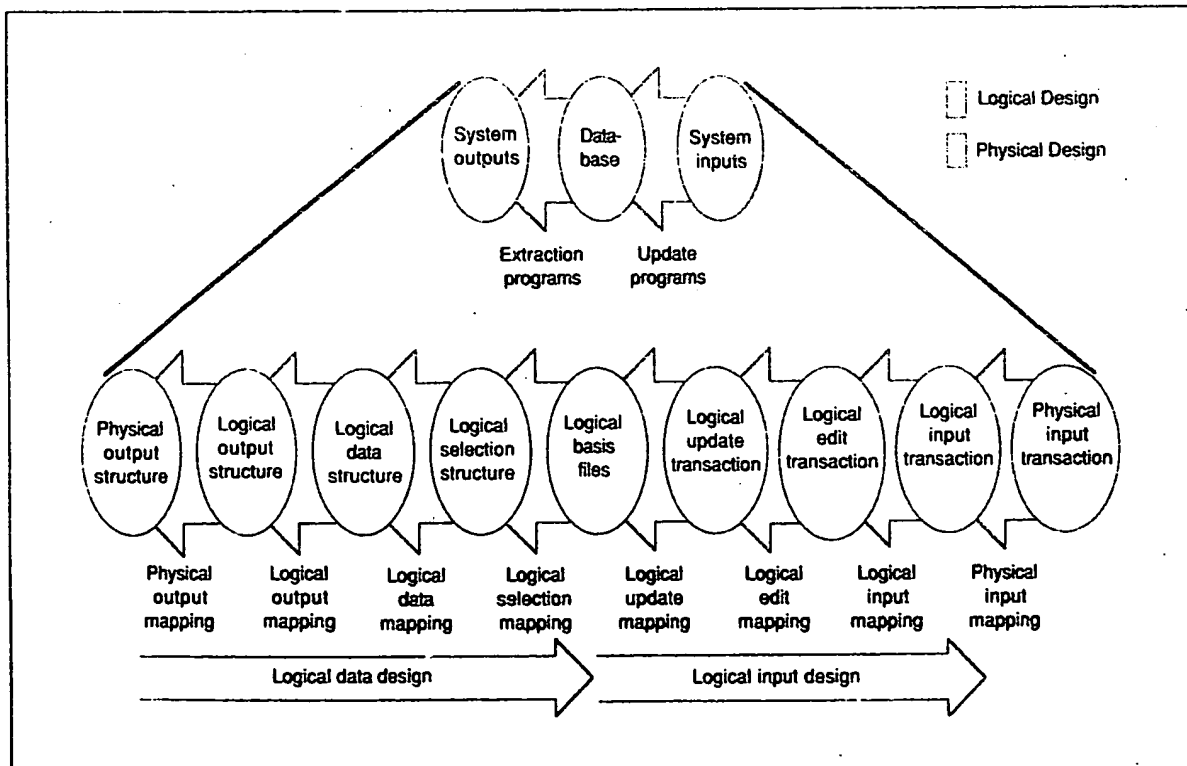 System
outputs
Data-
base
System
inputs
Logical Design
Physical Design
Extraction
programs
Update
programs
Physical
output
structure
Logical
output
structure
Logical
data
structure
Logical
selection
structure
Logical
basis
files
Logical
update
transaction
Logical
edit
transaction
Logical
input
transaction
Physical
input
transaction
Physical
output
mapping
Logical
output
mapping
Logical
data
mapping
Logical
selection
mapping
Logical
update
mapping
Logical
edit
mapping
Logical
input
mapping
Physical
input
mapping
Logical data design
Logical input design